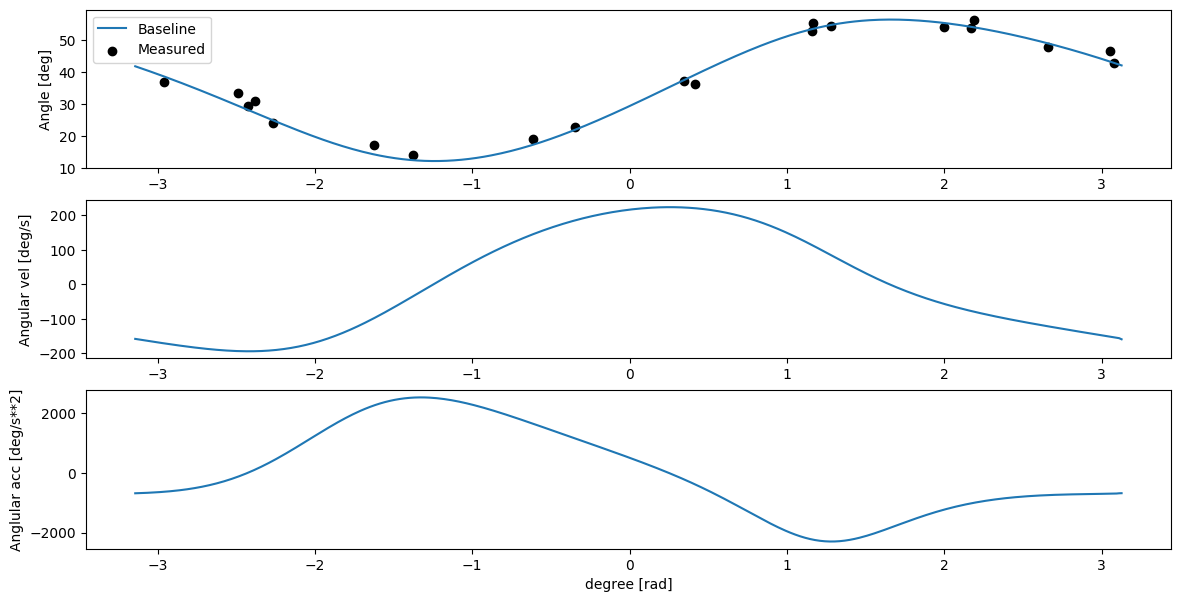 Baseline
Measured
Angle [deg]
50
40
30
20
10
−3 −2 −1 0 1 2 3
Angular vel [deg/s]
200
100
0
−100
−200
−3 −2 −1 0 1 2 3
Anglular acc [deg/s**2]
2000
0
−2000
−3 −2 −1 0 1 2 3
degree [rad]